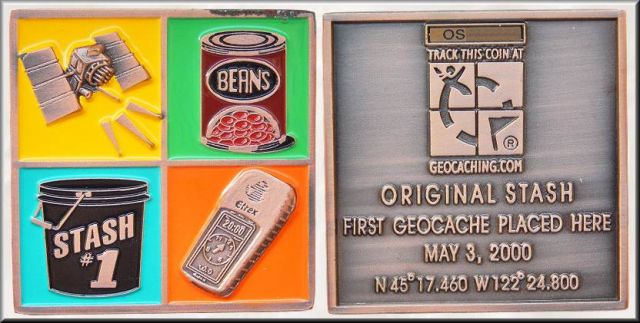 BEANS
STASH
#1
Etrex
OS
TRACK THIS COIN AT
®
GEOCACHING.COM
ORIGINAL STASH
FIRST GEOCACHE PLACED HERE
MAY 3, 2000
N 45° 17.460 W 122° 24.800